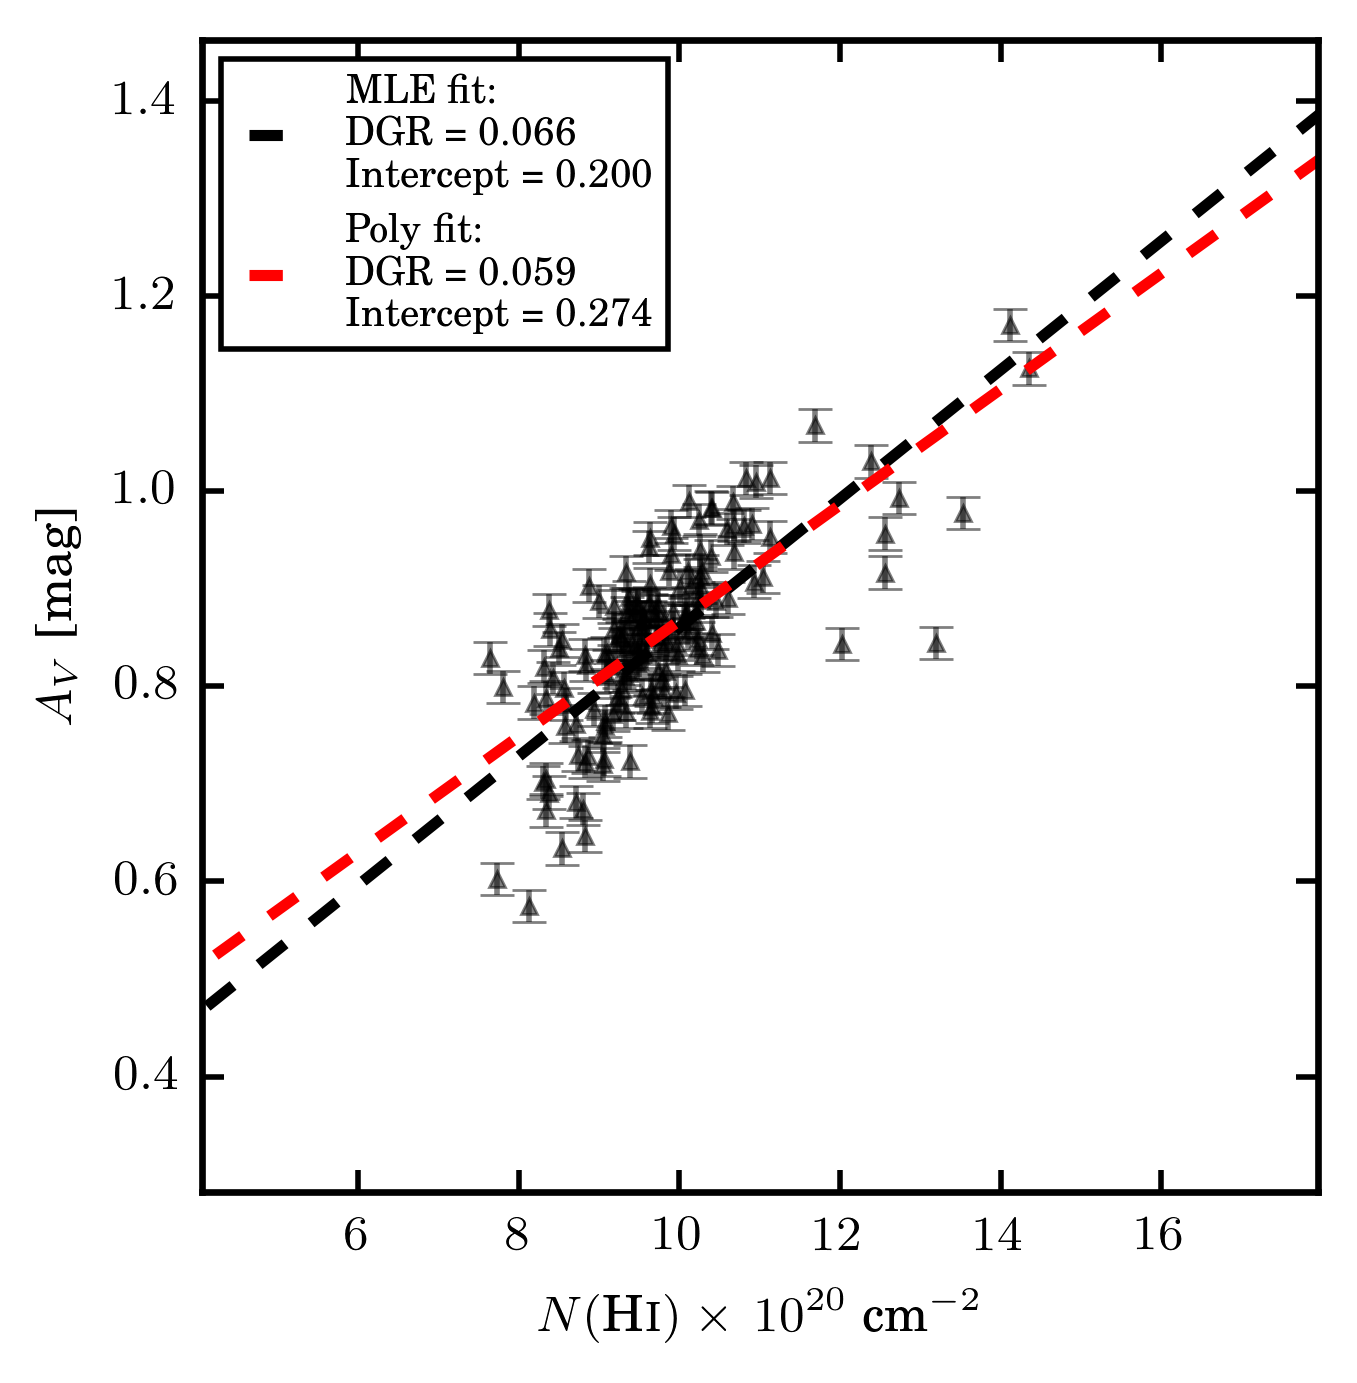 MLE fit:
DGR = 0.066
Intercept = 0.200
Poly fit:
DGR = 0.059
Intercept = 0.274
1.4
1.2
1.0
0.8
0.6
0.4
A_V [mag]
6 8 10 12 14 16
N(HI) × 10²⁰ cm⁻²